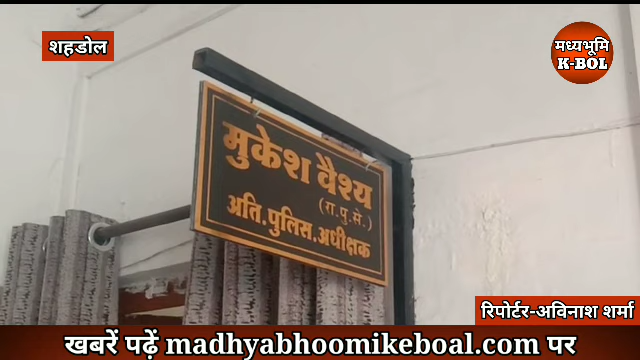 शहडोल
मध्यभूमि
K-BOL
मुकेश वैश्य
(रा.पु.से.)
अति.पुलिस.अधीक्षक
रिपोर्टर-अविनाश शर्मा
खबरें पढ़ें madhyabhoomikeboal.com पर